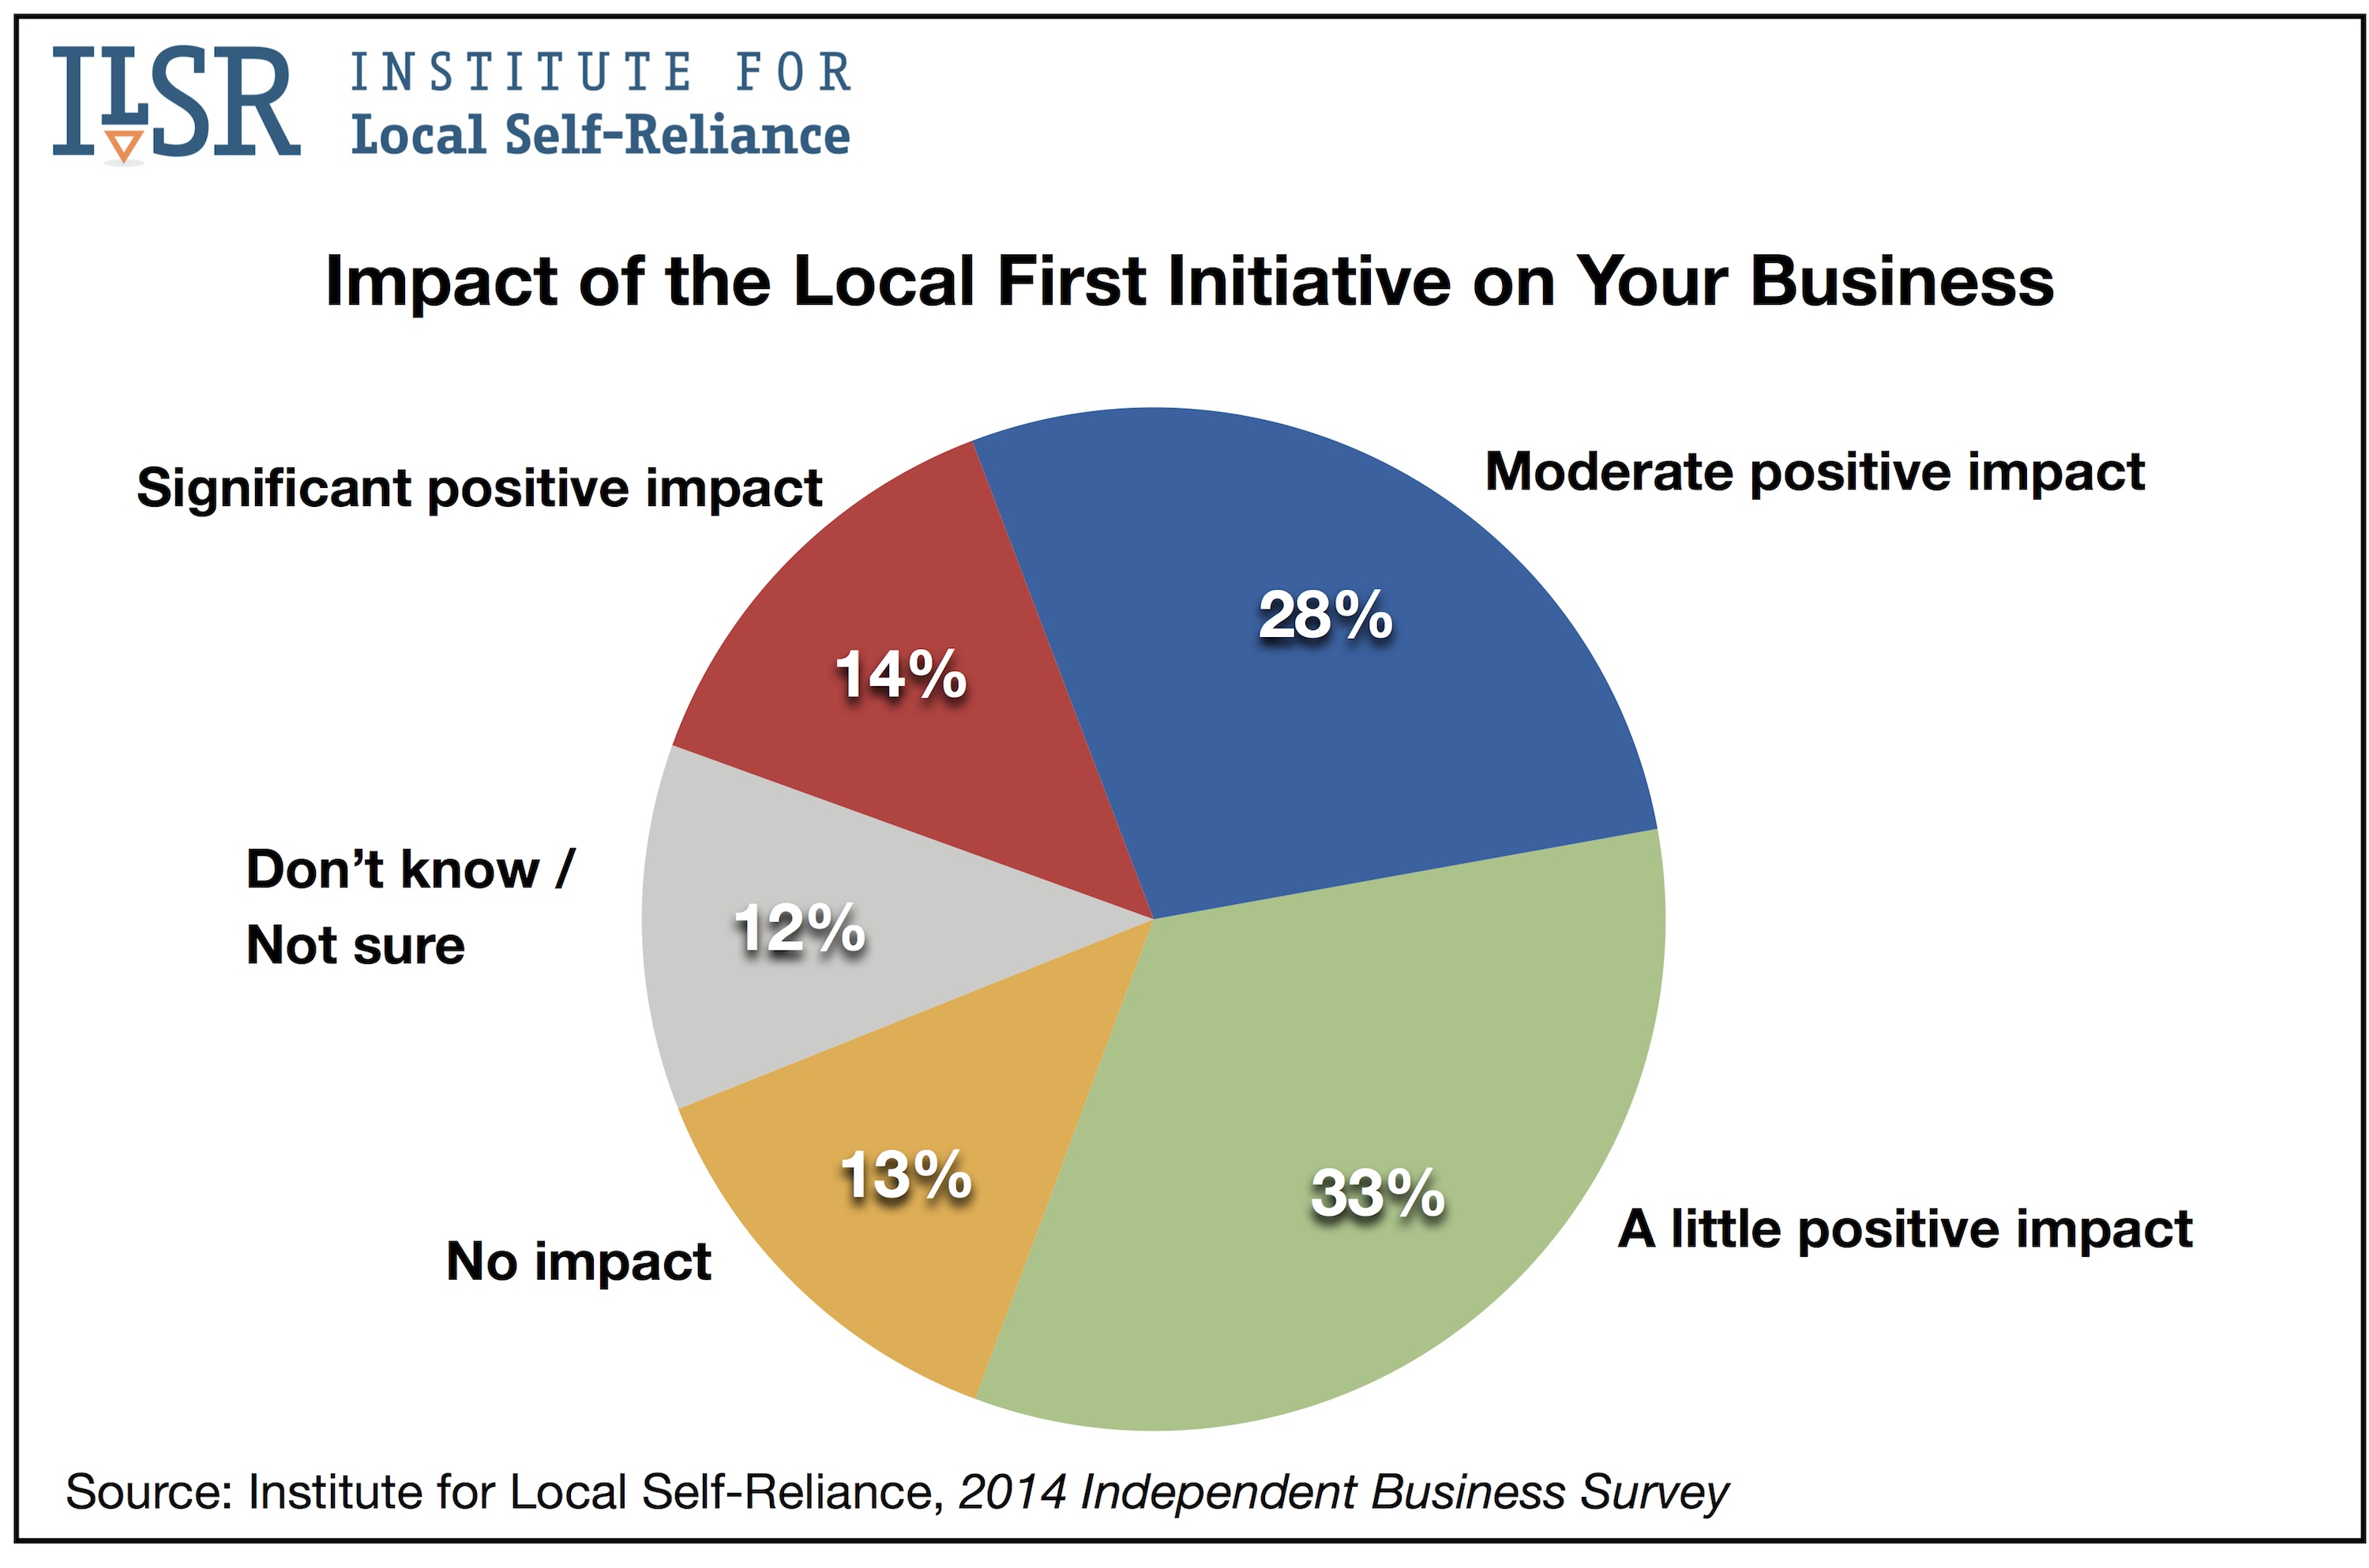 ILSR
INSTITUTE FOR
Local Self-Reliance
Impact of the Local First Initiative on Your Business
Significant positive impact
Moderate positive impact
28%
14%
Don’t know /
Not sure
12%
13%
33%
No impact
A little positive impact
Source: Institute for Local Self-Reliance, 2014 Independent Business Survey